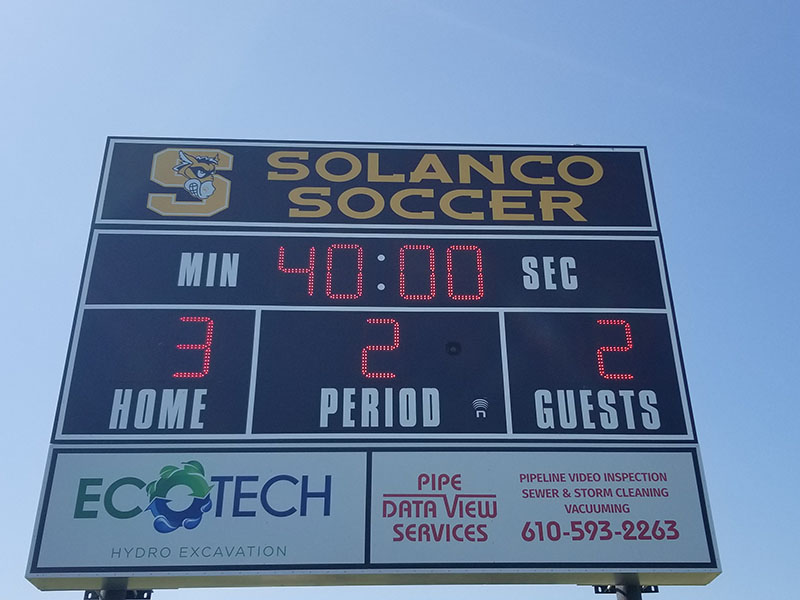 S SOLANCO
SOCCER
MIN 40:00 SEC
3 2 2
HOME PERIOD GUESTS
ECOTECH
HYDRO EXCAVATION
PIPE
DATA VIEW
SERVICES
PIPELINE VIDEO INSPECTION
SEWER & STORM CLEANING
VACUUMING
610-593-2263